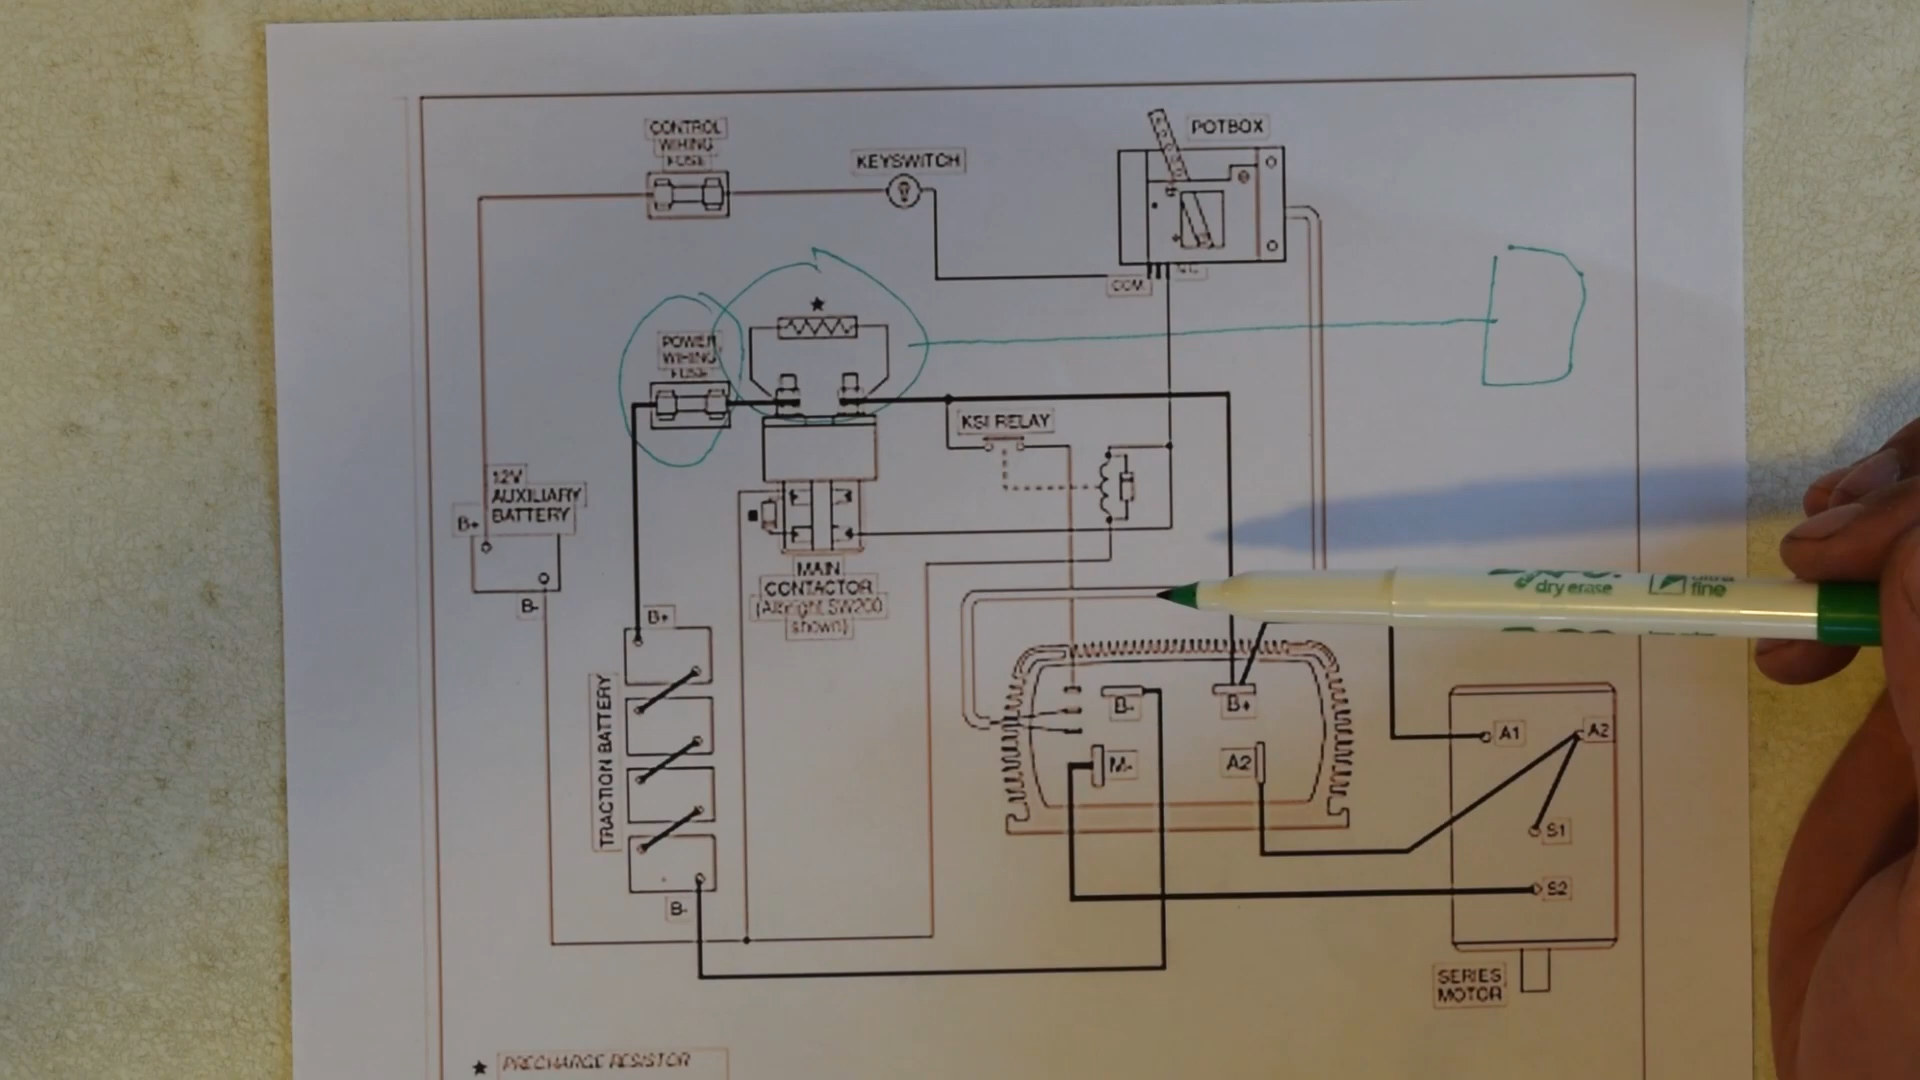 CONTROL
WIRING
FUSE
KEYSWITCH
POTBOX
COM
POWER
WIRING
FUSE
KSI RELAY
12V
AUXILIARY
BATTERY
B+
B-
MAIN
CONTACTOR
(Albright SW200
shown)
dry erase
fine
B+
TRACTION BATTERY
B-
B-
B+
M-
A2
A1
A2
S1
S2
SERIES
MOTOR
★ PRECHARGE RESISTOR